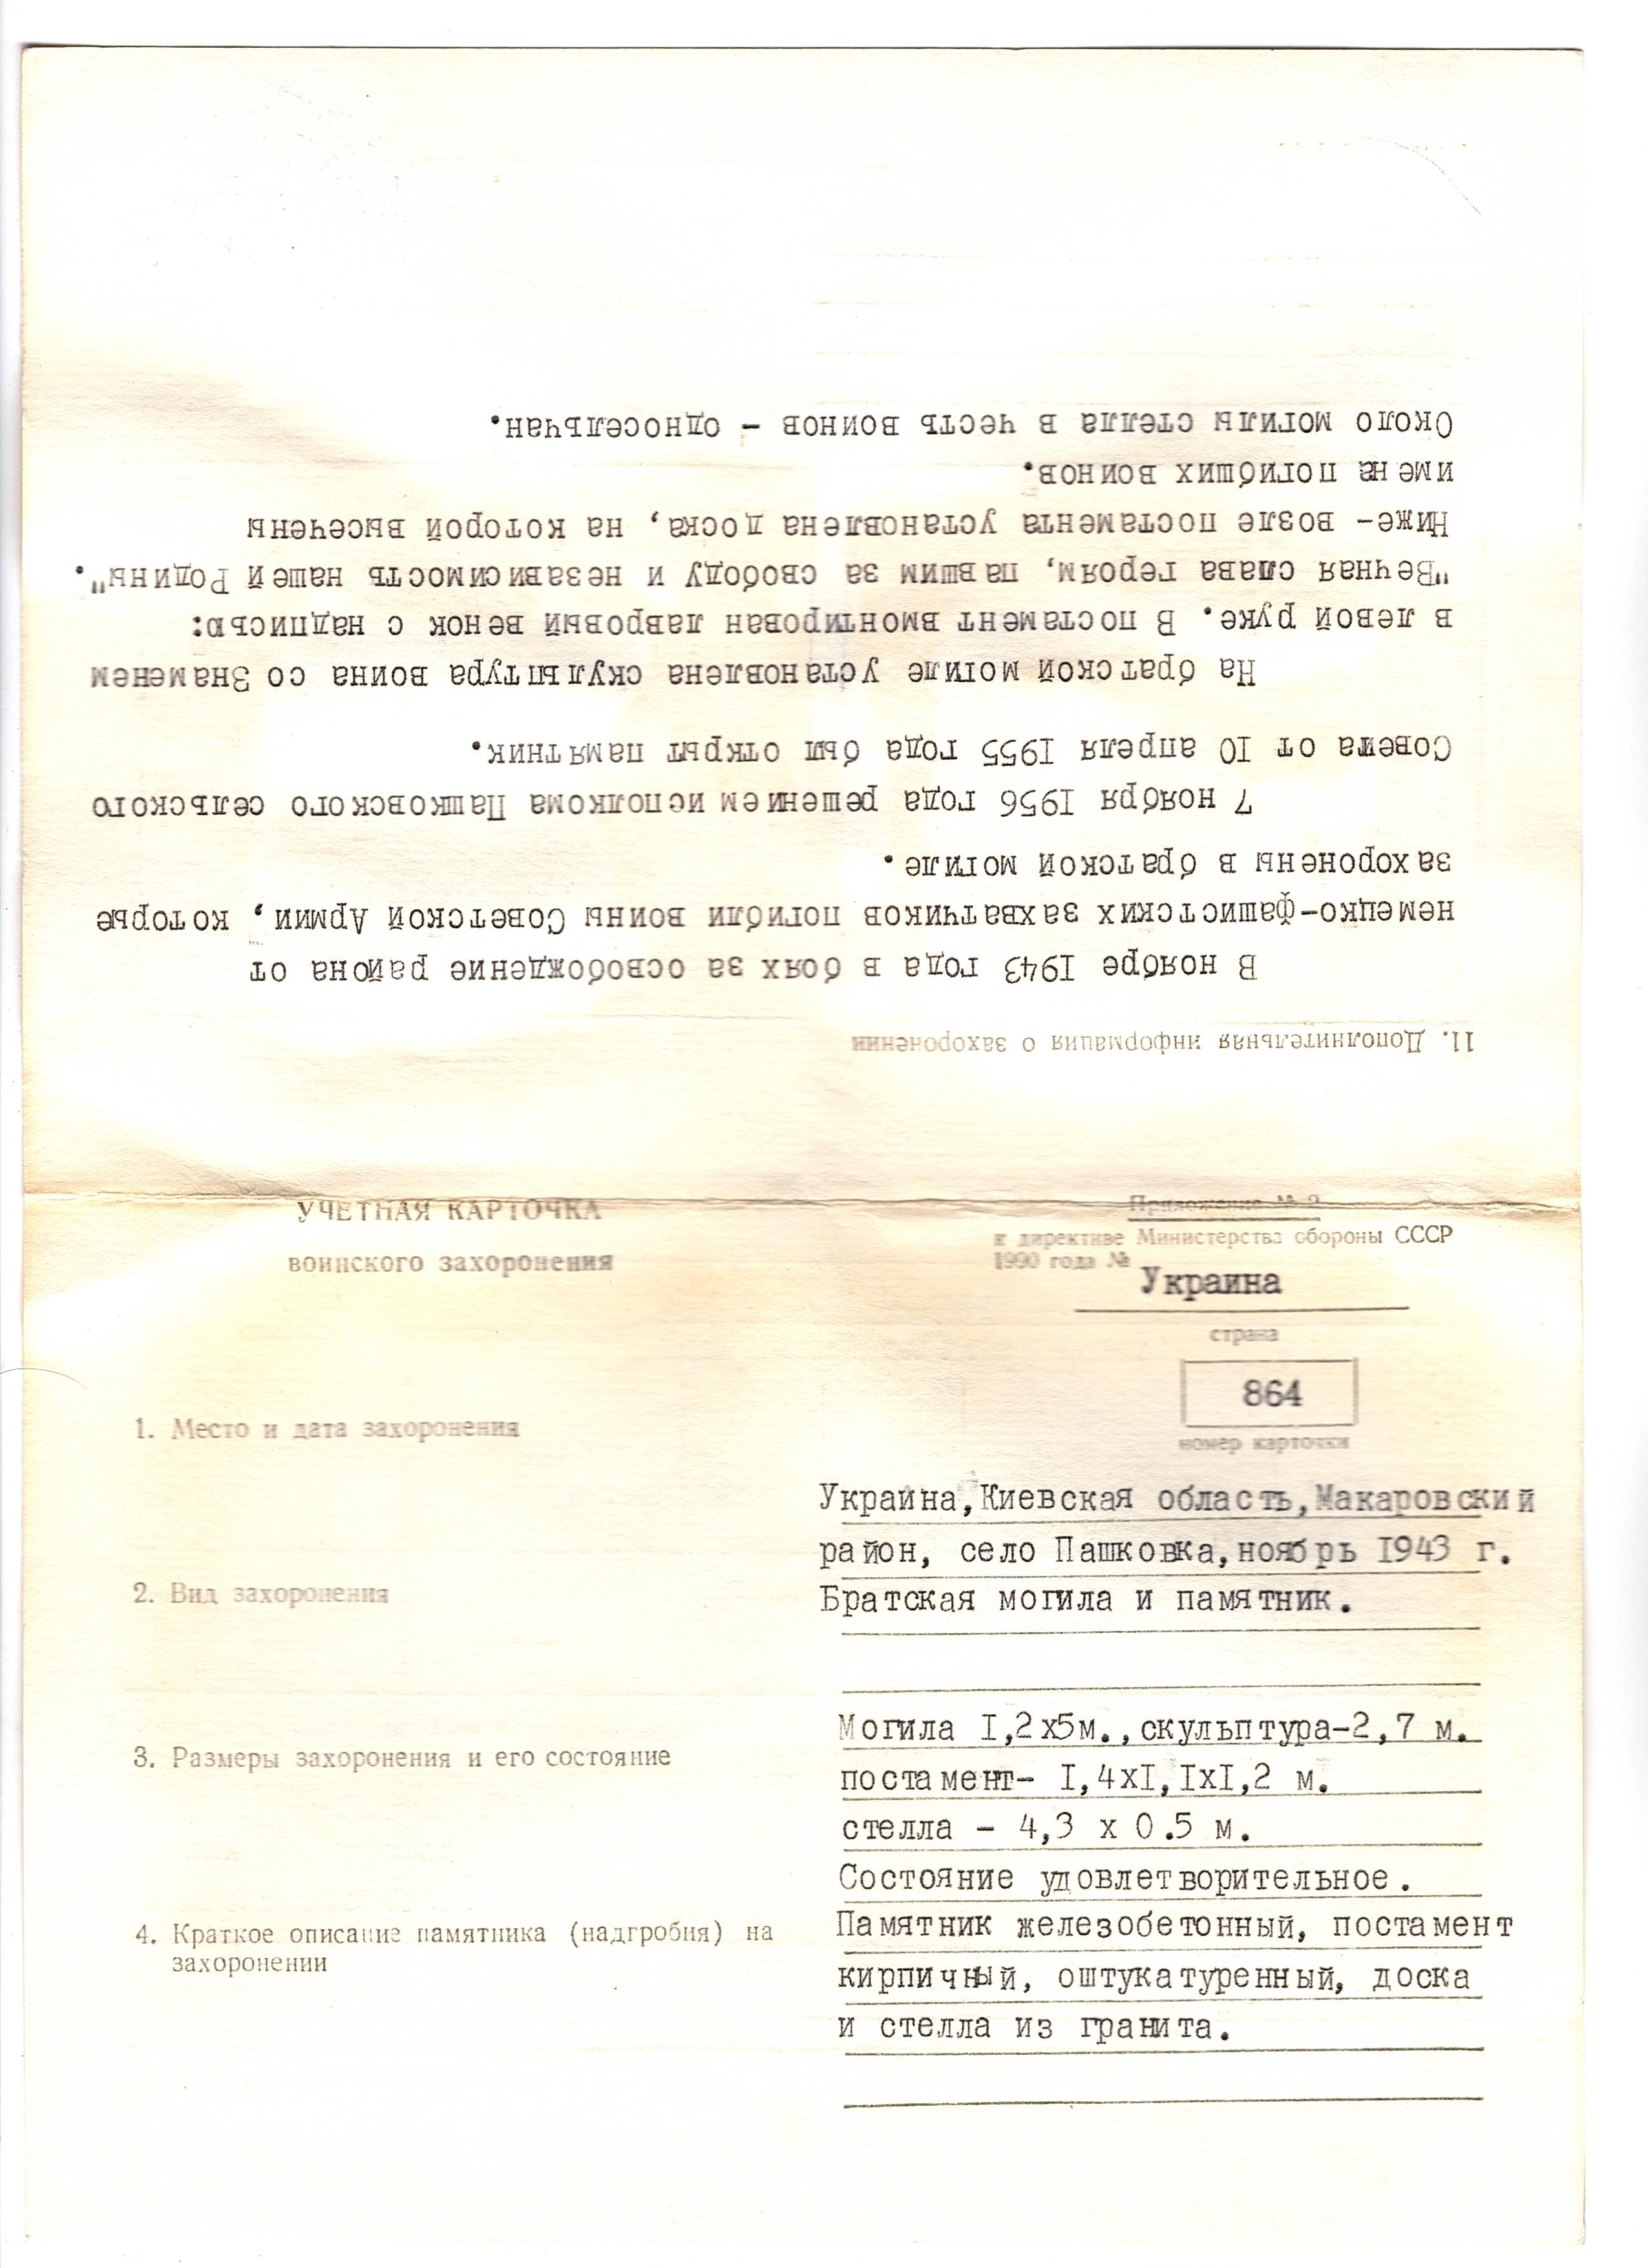 УЧЕТНАЯ КАРТОЧКА
воинского захоронения
Приложение № 2
к директиве Министерства обороны СССР
1990 года №
Украина
страна
864
номер карточки
1. Место и дата захоронения
Украина,Киевская область,Макаровский
район, село Пашковка,ноябрь 1943 г.
2. Вид захоронения
Братская могила и памятник.
3. Размеры захоронения и его состояние
Могила I,2х5м.,скульптура-2,7 м.
постамент- I,4хI,IхI,2 м.
стелла - 4,3 х 0.5 м.
Состояние удовлетворительное.
4. Краткое описание памятника (надгробия) на
захоронении
Памятник железобетонный, постамент
кирпичный, оштукатуренный, доска
и стелла из гранита.
11. Дополнительная информация о захоронении
В ноябре 1943 года в боях за освобождение района от
немецко-фашистских захватчиков погибли воины Советской Армии, которые
захоронены в братской могиле.
7 ноября 1956 года решением исполкома Пашковского сельского
Совета от IO апреля 1955 года был открыт памятник.
На братской могиле установлена скульптура воина со Знаменем
в левой руке. В постамент вмонтирован лавровый венок с надписью:
"Вечная слава героям, павшим за свободу и независимость нашей Родины".
Ниже- возле постамента установлена доска, на которой высечены
имена погибших воинов.
Около могилы стелла в честь воинов - односельчан.